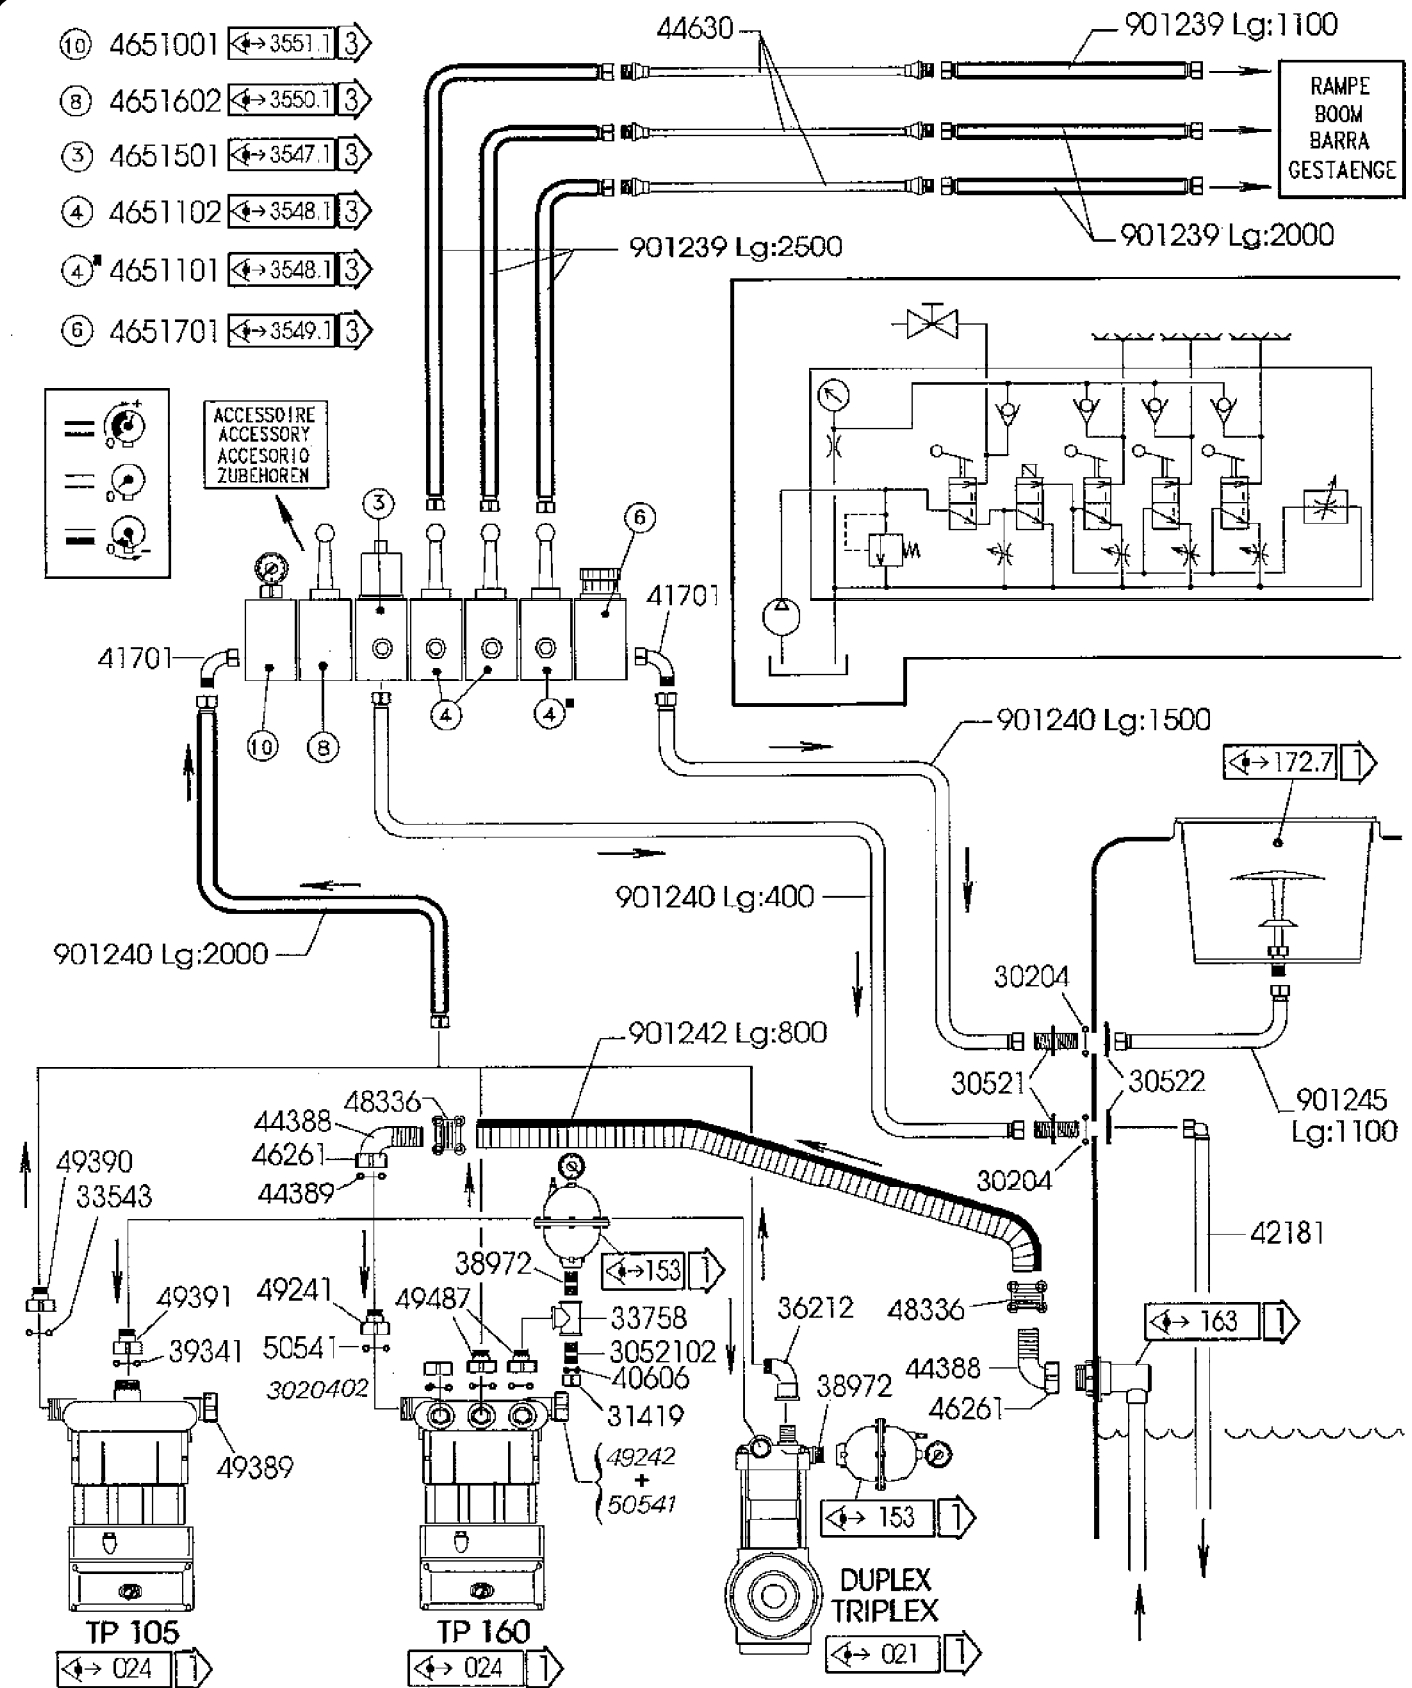 10 4651001 3551.1 3
8 4651602 3550.1 3
3 4651501 3547.1 3
4 4651102 3548.1 3
4 4651101 3548.1 3
6 4651701 3549.1 3
44630
901239 Lg:1100
RAMPE
BOOM
BARRA
GESTAENGE
901239 Lg:2500
901239 Lg:2000
- +
0
0
0 -
ACCESSOIRE
ACCESSORY
ACCESORIO
ZUBEHOREN
3
6
41701
41701
10
8
4
4
901240 Lg:1500
172.7 1
901240 Lg:400
901240 Lg:2000
30204
901242 Lg:800
30521
30522
901245
Lg:1100
48336
44388
46261
44389
30204
49390
33543
42181
38972
153 1
49391
49241
49487
33758
36212
48336
163 1
39341
50541
3052102
40606
44388
3020402
31419
38972
46261
49389
49242
+
50541
153 1
DUPLEX
TRIPLEX
TP 105
TP 160
021 1
024 1
024 1